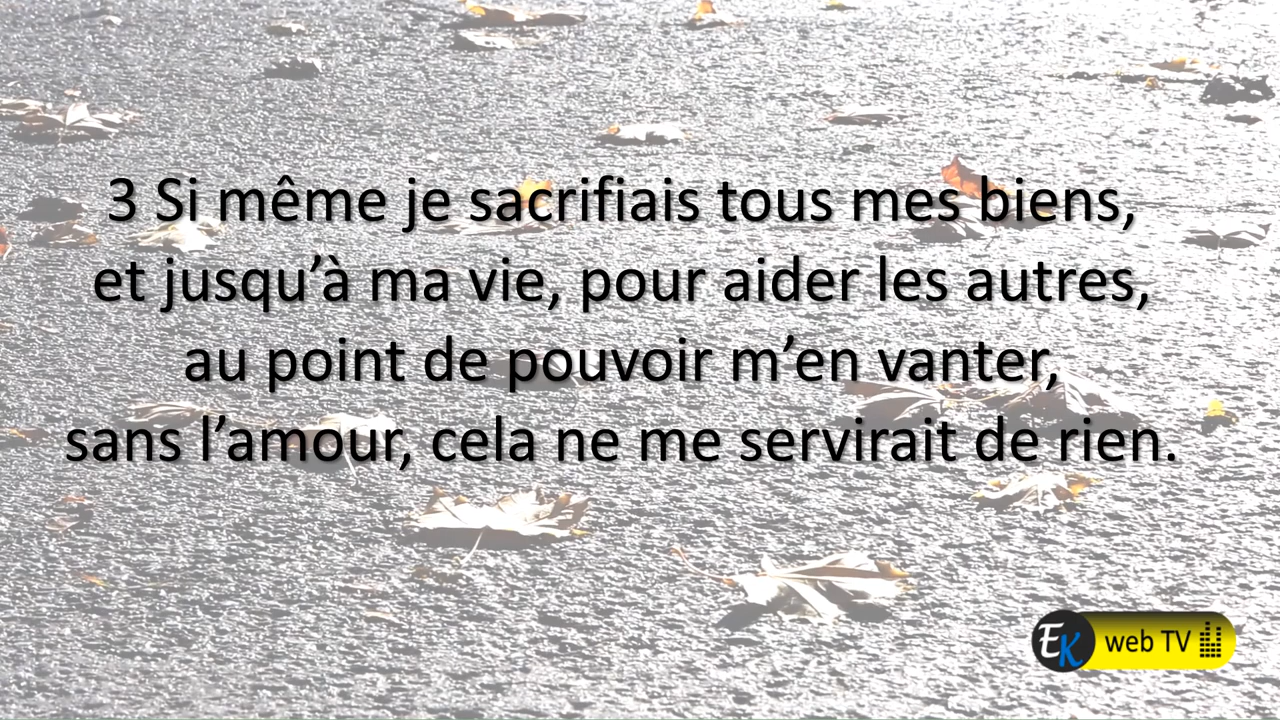 3 Si même je sacrifiais tous mes biens,
et jusqu’à ma vie, pour aider les autres,
au point de pouvoir m’en vanter,
sans l’amour, cela ne me servirait de rien.
EK web TV